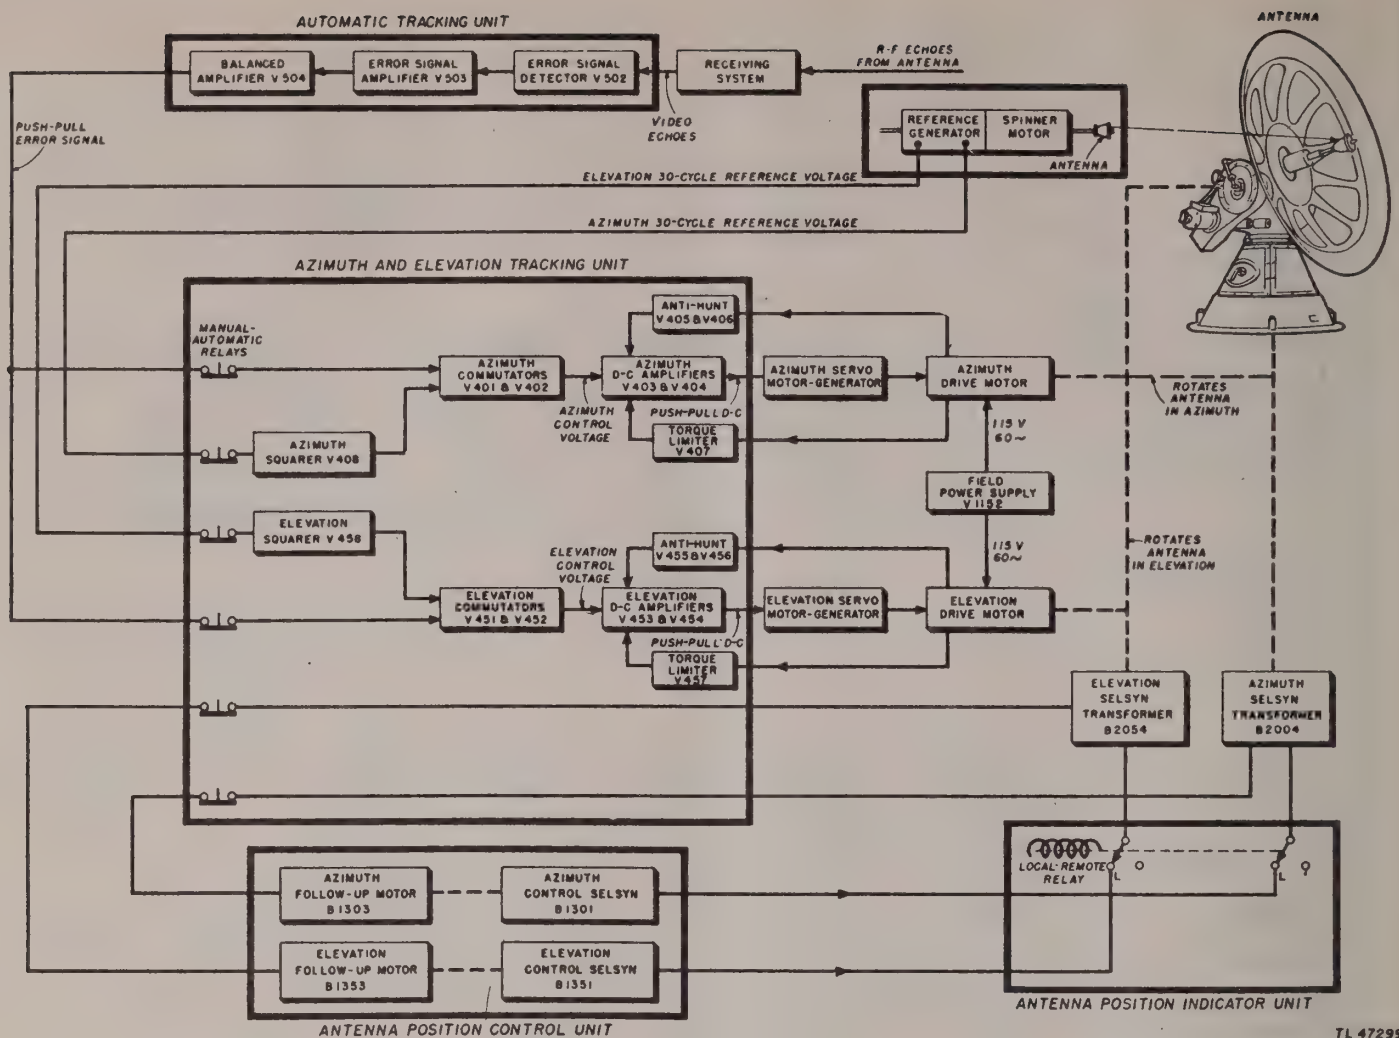 AUTOMATIC TRACKING UNIT
ANTENNA
BALANCED
AMPLIFIER V 504
ERROR SIGNAL
AMPLIFIER V 503
ERROR SIGNAL
DETECTOR V 502
RECEIVING
SYSTEM
R-F ECHOES
FROM ANTENNA
VIDEO
ECHOES
REFERENCE
GENERATOR
SPINNER
MOTOR
ANTENNA
PUSH-PULL
ERROR SIGNAL
ELEVATION 30-CYCLE REFERENCE VOLTAGE
AZIMUTH 30-CYCLE REFERENCE VOLTAGE
AZIMUTH AND ELEVATION TRACKING UNIT
MANUAL-
AUTOMATIC
RELAYS
ANTI-HUNT
V 405 & V 406
AZIMUTH
COMMUTATORS
V 401 & V 402
AZIMUTH
D-C AMPLIFIERS
V 403 & V 404
AZIMUTH SERVO
MOTOR-GENERATOR
AZIMUTH
DRIVE MOTOR
ROTATES
ANTENNA
IN AZIMUTH
AZIMUTH
CONTROL
VOLTAGE
PUSH-PULL D-C
TORQUE
LIMITER
V 407
115 V
60~
AZIMUTH
SQUARER V 408
FIELD
POWER SUPPLY
V 1152
ELEVATION
SQUARER V 458
ELEVATION
CONTROL
VOLTAGE
ANTI-HUNT
V 455 & V 456
115 V
60~
ROTATES
ANTENNA
IN ELEVATION
ELEVATION
COMMUTATORS
V 451 & V 452
ELEVATION
D-C AMPLIFIERS
V 453 & V 454
ELEVATION SERVO
MOTOR-GENERATOR
ELEVATION
DRIVE MOTOR
PUSH-PULL D-C
TORQUE
LIMITER
V 457
ELEVATION
SELSYN
TRANSFORMER
B 2054
AZIMUTH
SELSYN
TRANSFORMER
B 2004
LOCAL-REMOTE
RELAY
L
L
AZIMUTH
FOLLOW-UP MOTOR
B 1303
AZIMUTH
CONTROL SELSYN
B 1301
ELEVATION
FOLLOW-UP MOTOR
B 1353
ELEVATION
CONTROL SELSYN
B 1351
ANTENNA POSITION CONTROL UNIT
ANTENNA POSITION INDICATOR UNIT
TL 47299